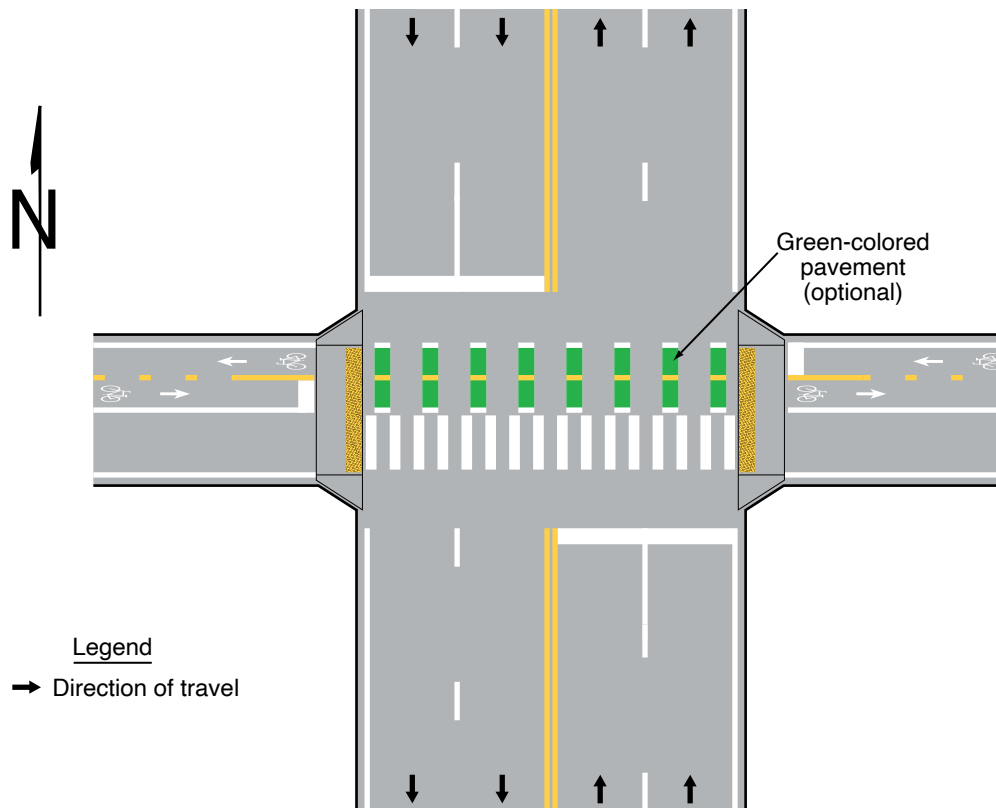 N
Green-colored
pavement
(optional)
Legend
Direction of travel